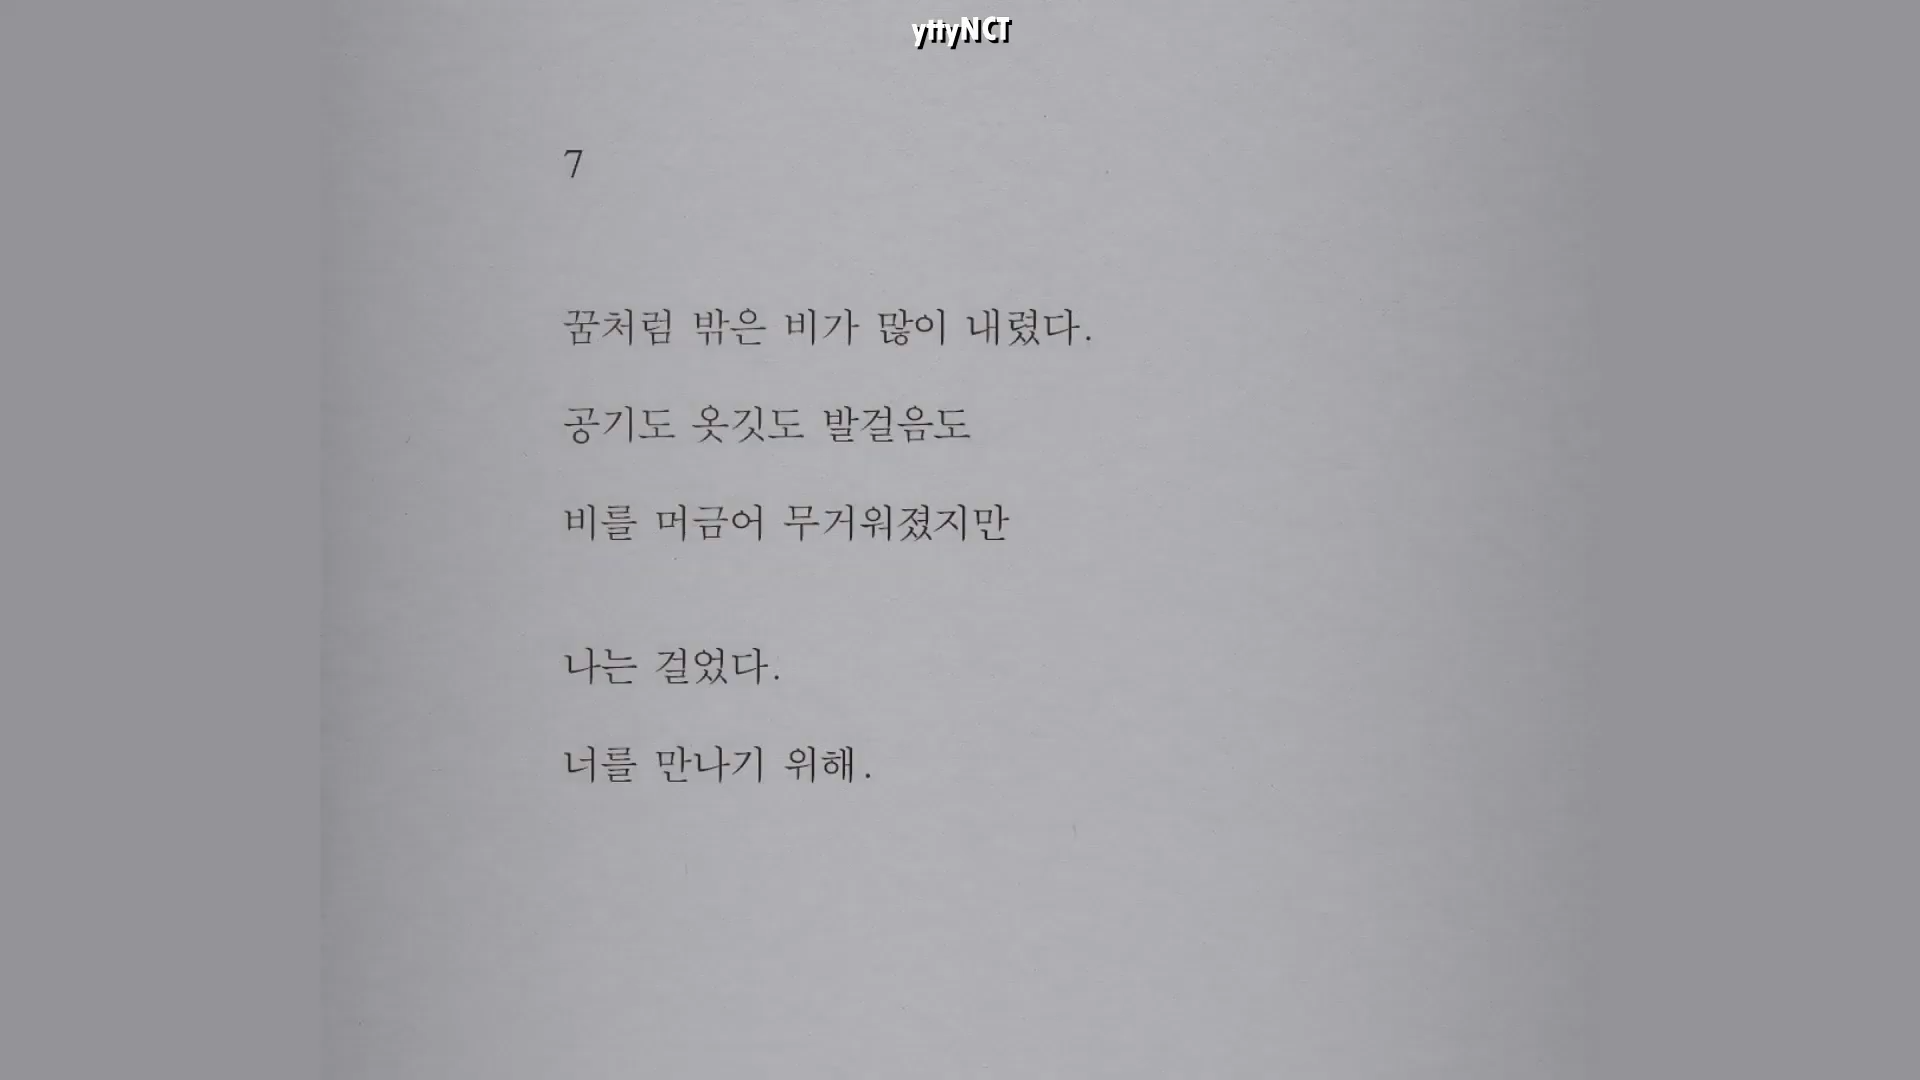 yttyNCT
7
꿈처럼 밖은 비가 많이 내렸다.
공기도 옷깃도 발걸음도
비를 머금어 무거워졌지만
나는 걸었다.
너를 만나기 위해.